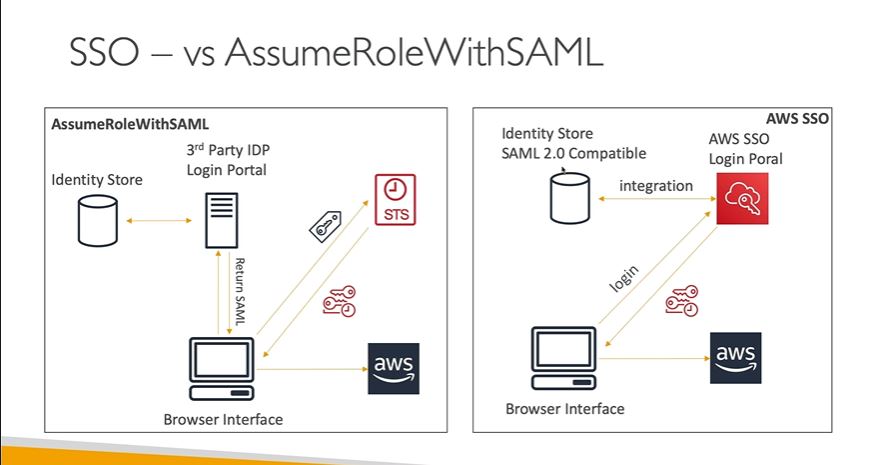 SSO – vs AssumeRoleWithSAML
AssumeRoleWithSAML
3rd Party IDP
Login Portal
Identity Store
STS
Return SAML
aws
Browser Interface
AWS SSO
Identity Store
SAML 2.0 Compatible
AWS SSO
Login Poral
integration
login
aws
Browser Interface